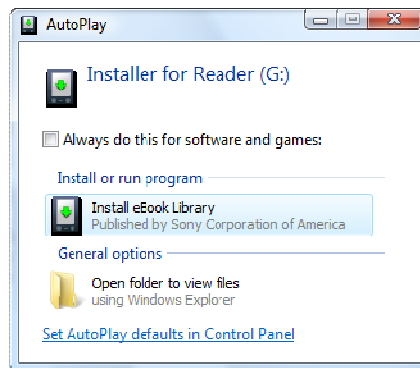 AutoPlay
Installer for Reader (G:)
Always do this for software and games:
Install or run program
Install eBook Library
Published by Sony Corporation of America
General options
Open folder to view files
using Windows Explorer
Set AutoPlay defaults in Control Panel